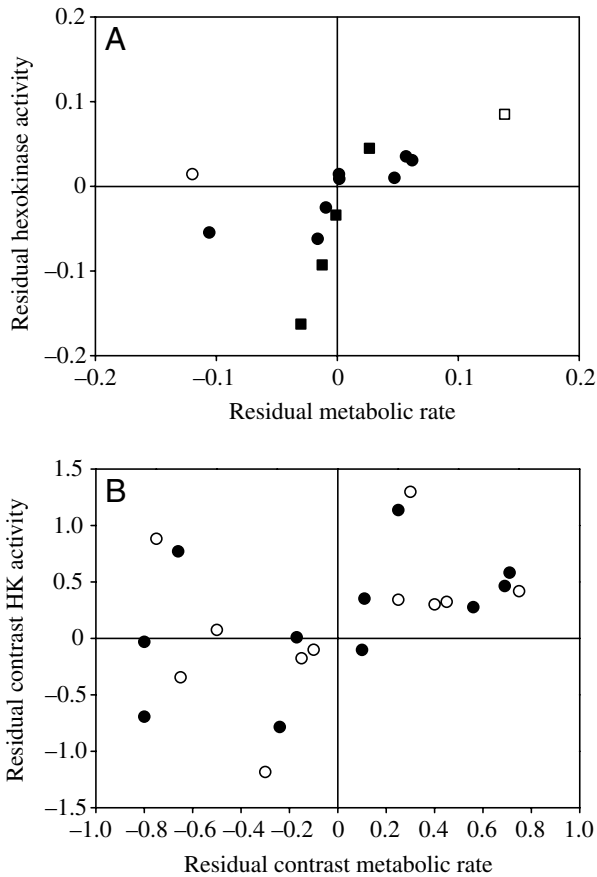 A
0.2
0.1
0
–0.1
–0.2
Residual hexokinase activity
–0.2
–0.1
0
0.1
0.2
Residual metabolic rate
B
1.5
1.0
0.5
0
–0.5
–1.0
–1.5
Residual contrast HK activity
–1.0 –0.8 –0.6 –0.4 –0.2 0 0.2 0.4 0.6 0.8 1.0
Residual contrast metabolic rate